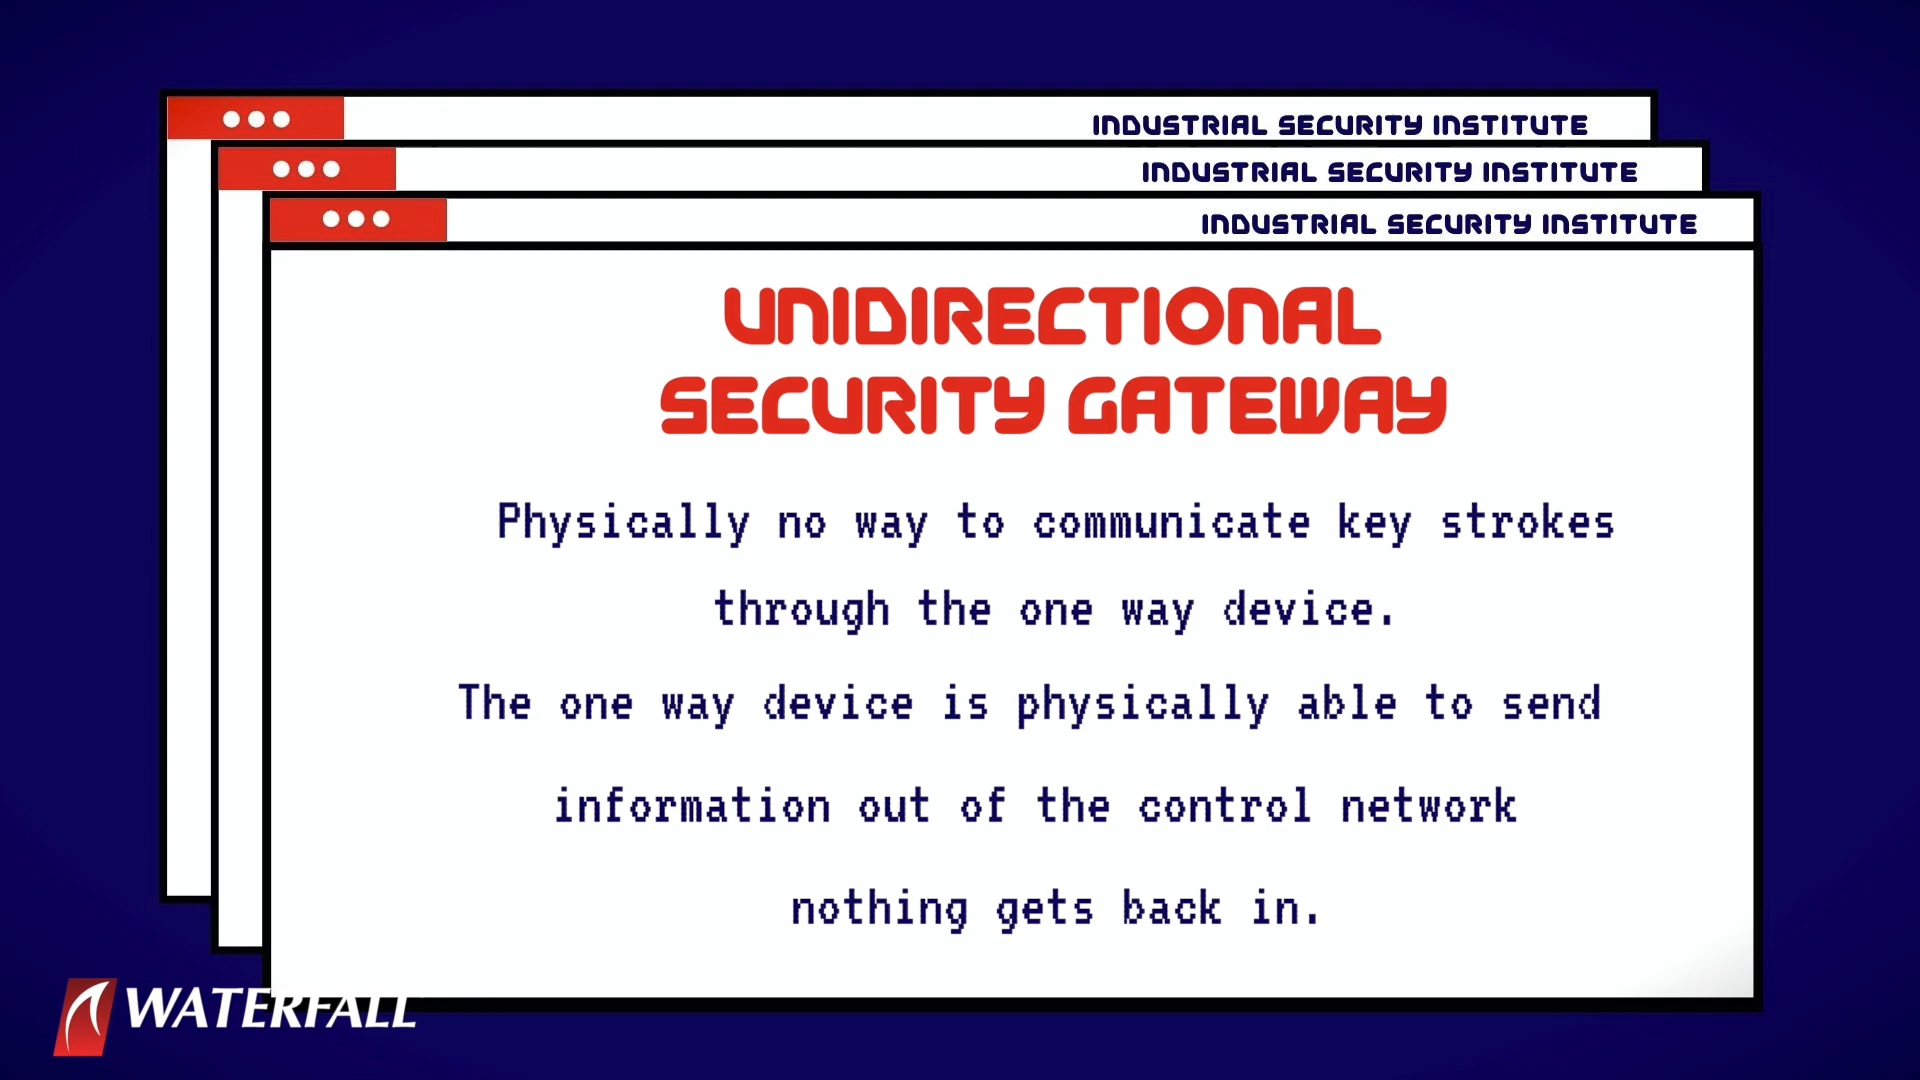 INDUSTRIAL SECURITY INSTITUTE
INDUSTRIAL SECURITY INSTITUTE
INDUSTRIAL SECURITY INSTITUTE
UNIDIRECTIONAL
SECURITY GATEWAY
Physically no way to communicate key strokes
through the one way device.
The one way device is physically able to send
information out of the control network
nothing gets back in.
WATERFALL